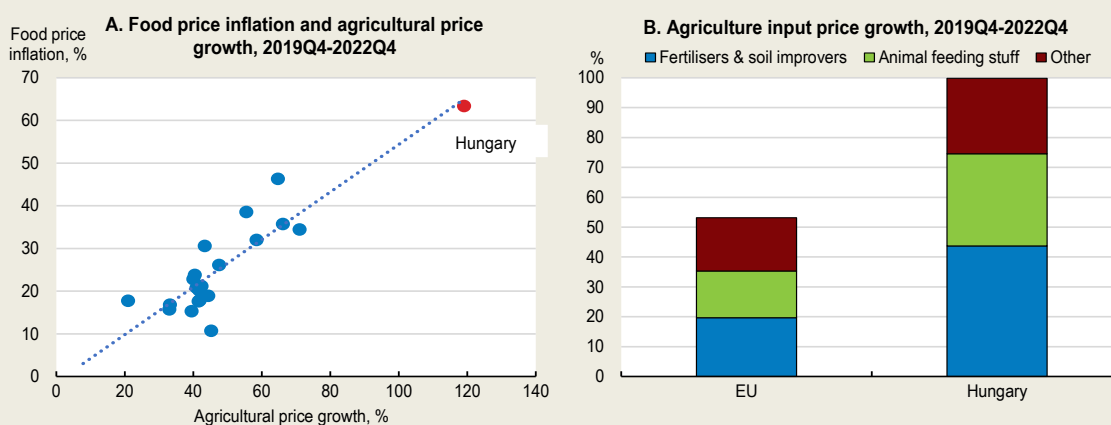 A. Food price inflation and agricultural price
growth, 2019Q4-2022Q4
Food price
inflation, %
70
60
50
40
30
20
10
0
Hungary
0 20 40 60 80 100 120 140
Agricultural price growth, %
B. Agriculture input price growth, 2019Q4-2022Q4
%
Fertilisers & soil improvers Animal feeding stuff Other
100
90
80
70
60
50
40
30
20
10
0
EU Hungary